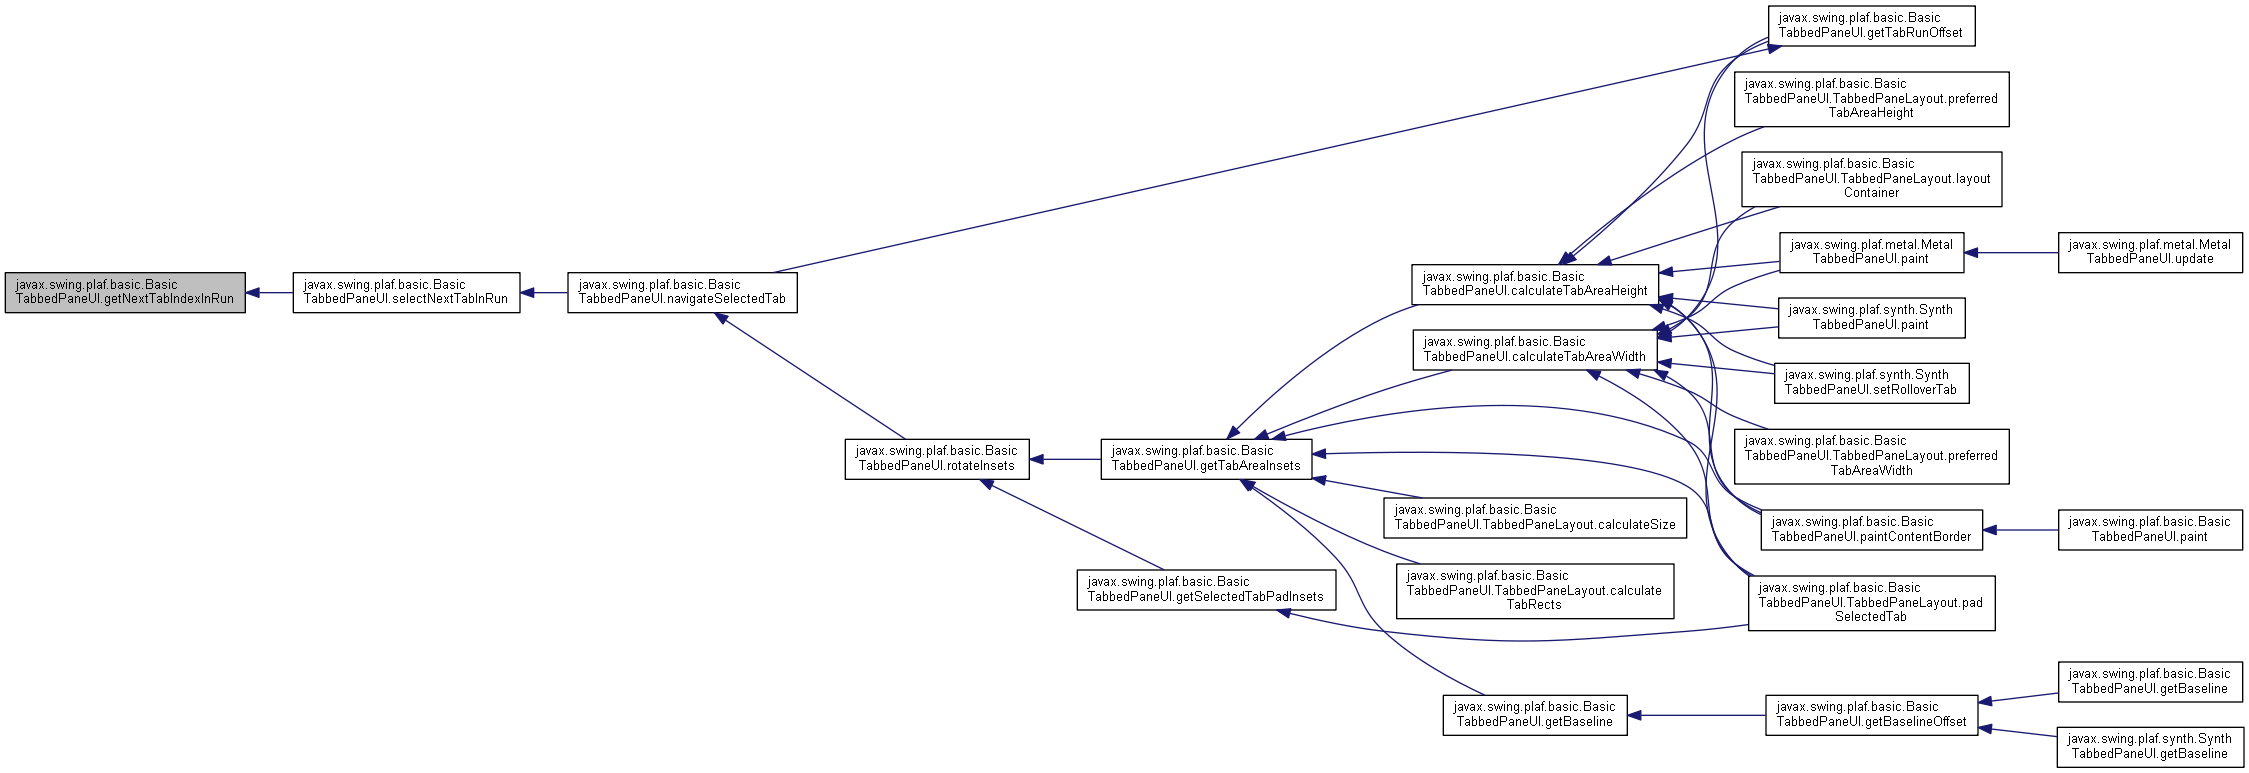 javax.swing.plaf.basic.Basic
TabbedPaneUI.getNextTabIndexInRun
javax.swing.plaf.basic.Basic
TabbedPaneUI.selectNextTabInRun
javax.swing.plaf.basic.Basic
TabbedPaneUI.navigateSelectedTab
javax.swing.plaf.basic.Basic
TabbedPaneUI.rotateInsets
javax.swing.plaf.basic.Basic
TabbedPaneUI.getTabAreaInsets
javax.swing.plaf.basic.Basic
TabbedPaneUI.getSelectedTabPadInsets
javax.swing.plaf.basic.Basic
TabbedPaneUI.calculateTabAreaHeight
javax.swing.plaf.basic.Basic
TabbedPaneUI.calculateTabAreaWidth
javax.swing.plaf.basic.Basic
TabbedPaneUI.TabbedPaneLayout.calculateSize
javax.swing.plaf.basic.Basic
TabbedPaneUI.TabbedPaneLayout.calculate
TabRects
javax.swing.plaf.basic.Basic
TabbedPaneUI.getBaseline
javax.swing.plaf.basic.Basic
TabbedPaneUI.getTabRunOffset
javax.swing.plaf.basic.Basic
TabbedPaneUI.TabbedPaneLayout.preferred
TabAreaHeight
javax.swing.plaf.basic.Basic
TabbedPaneUI.TabbedPaneLayout.layout
Container
javax.swing.plaf.metal.Metal
TabbedPaneUI.paint
javax.swing.plaf.synth.Synth
TabbedPaneUI.paint
javax.swing.plaf.synth.Synth
TabbedPaneUI.setRolloverTab
javax.swing.plaf.basic.Basic
TabbedPaneUI.TabbedPaneLayout.preferred
TabAreaWidth
javax.swing.plaf.basic.Basic
TabbedPaneUI.paintContentBorder
javax.swing.plaf.basic.Basic
TabbedPaneUI.TabbedPaneLayout.pad
SelectedTab
javax.swing.plaf.basic.Basic
TabbedPaneUI.getBaselineOffset
javax.swing.plaf.metal.Metal
TabbedPaneUI.update
javax.swing.plaf.basic.Basic
TabbedPaneUI.paint
javax.swing.plaf.basic.Basic
TabbedPaneUI.getBaseline
javax.swing.plaf.synth.Synth
TabbedPaneUI.getBaseline